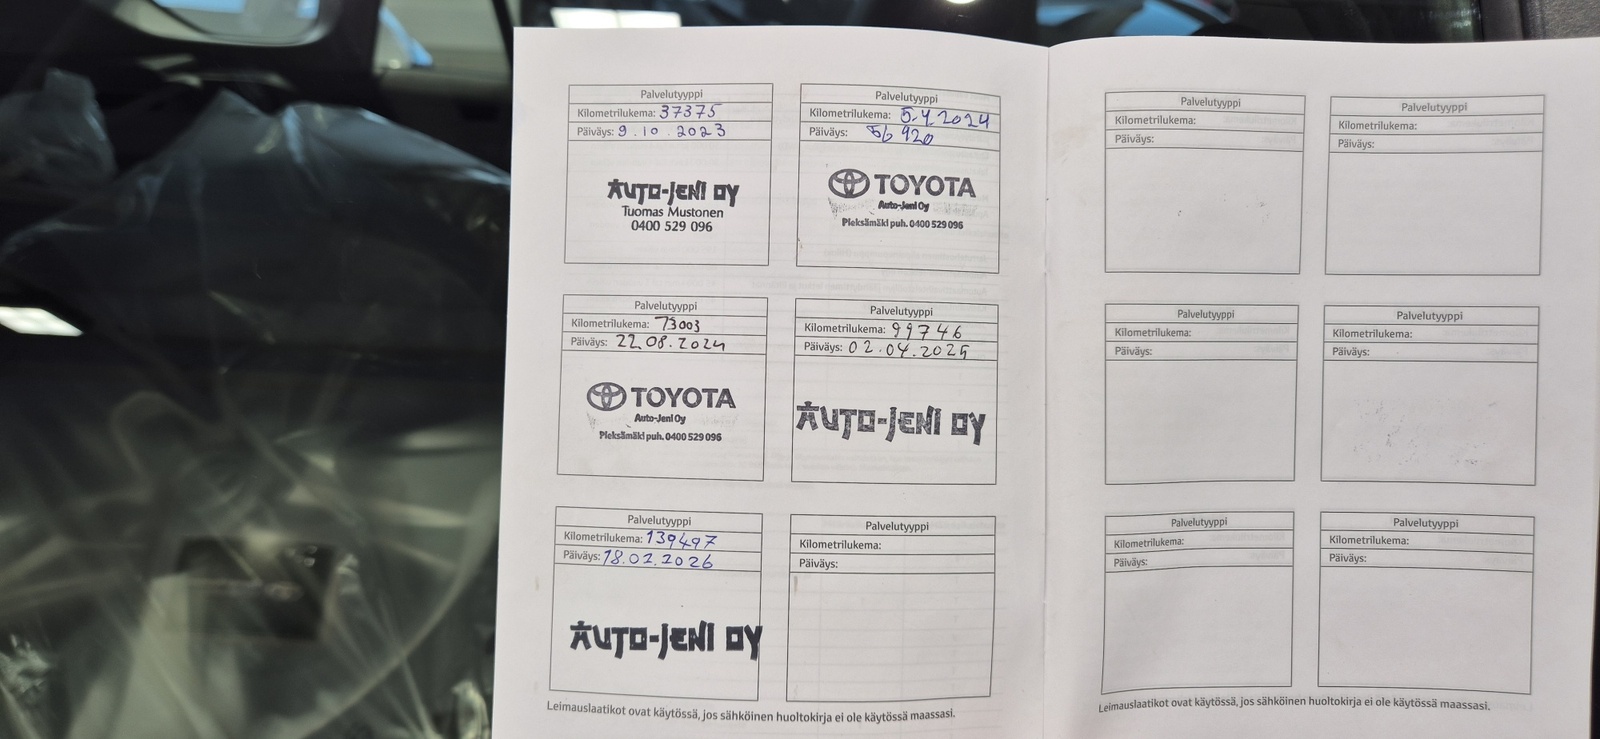 Palvelutyyppi
Kilometrilukema: 37375
Päiväys: 9.10.2023
AUTO-JENI OY
Tuomas Mustonen
0400 529 096
Palvelutyyppi
Kilometrilukema: 5.4.2024
Päiväys: 56920
TOYOTA
Auto-Jeni Oy
Pieksämäki puh. 0400 529 096
Palvelutyyppi
Kilometrilukema: 73003
Päiväys: 22.08.2024
TOYOTA
Auto-Jeni Oy
Pieksämäki puh. 0400 529 096
Palvelutyyppi
Kilometrilukema: 99746
Päiväys: 02.04.2025
AUTO-JENI OY
Palvelutyyppi
Kilometrilukema: 139497
Päiväys: 18.02.2026
AUTO-JENI OY
Palvelutyyppi
Kilometrilukema:
Päiväys:
Leimauslaatikot ovat käytössä, jos sähköinen huoltokirja ei ole käytössä maassasi.
Palvelutyyppi
Kilometrilukema:
Päiväys:
Palvelutyyppi
Kilometrilukema:
Päiväys:
Palvelutyyppi
Kilometrilukema:
Päiväys:
Palvelutyyppi
Kilometrilukema:
Päiväys:
Palvelutyyppi
Kilometrilukema:
Päiväys:
Palvelutyyppi
Kilometrilukema:
Päiväys:
Leimauslaatikot ovat käytössä, jos sähköinen huoltokirja ei ole käytössä maassasi.